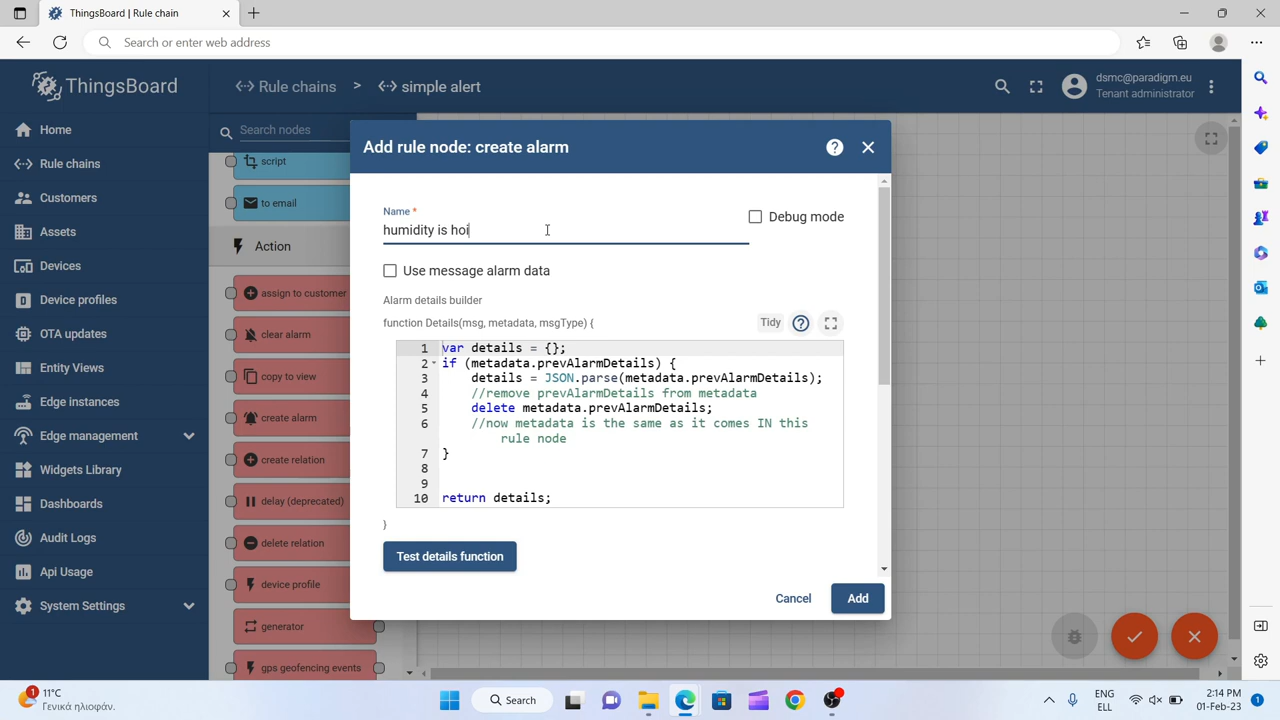 ThingsBoard | Rule chain
Search or enter web address
ThingsBoard
Rule chains > simple alert
dsmc@paradigm.eu
Tenant administrator
Home
Rule chains
Customers
Assets
Devices
Device profiles
OTA updates
Entity Views
Edge instances
Edge management
Widgets Library
Dashboards
Audit Logs
Api Usage
System Settings
Search nodes
script
to email
Action
assign to customer
clear alarm
copy to view
create alarm
create relation
delay (deprecated)
delete relation
device profile
generator
gps geofencing events
Add rule node: create alarm
Name *
humidity is hoi
Debug mode
Use message alarm data
Alarm details builder
function Details(msg, metadata, msgType) {
Tidy
1 var details = {};
2 if (metadata.prevAlarmDetails) {
3 details = JSON.parse(metadata.prevAlarmDetails);
4 //remove prevAlarmDetails from metadata
5 delete metadata.prevAlarmDetails;
6 //now metadata is the same as it comes IN this
rule node
7 }
8
9
10 return details;
}
Test details function
Cancel
Add
1
11°C
Γενικά ηλιοφάν.
Search
ENG
ΕΛL
2:14 PM
01-Feb-23
1